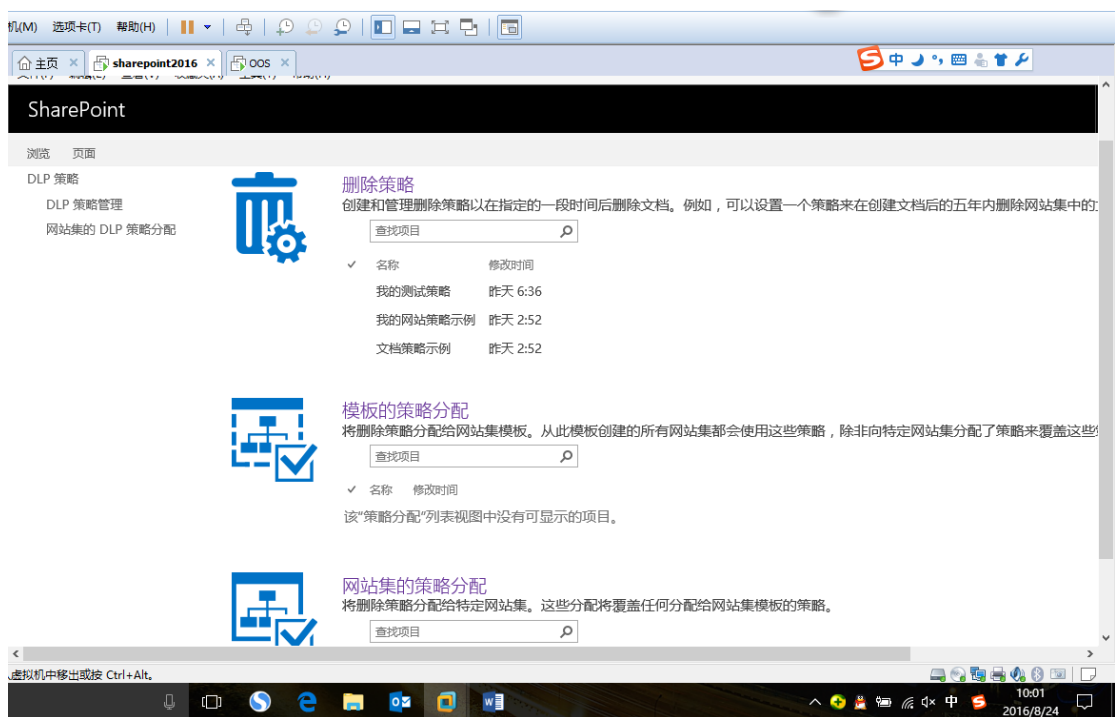 机(M) 选项卡(T) 帮助(H)
主页 × sharepoint2016 × OOS ×
中
SharePoint
浏览 页面
DLP 策略
DLP 策略管理
网站集的 DLP 策略分配
删除策略
创建和管理删除策略以在指定的一段时间后删除文档。例如，可以设置一个策略来在创建文档后的五年内删除网站集中的
查找项目
名称 修改时间
我的测试策略 昨天 6:36
我的网站策略示例 昨天 2:52
文档策略示例 昨天 2:52
模板的策略分配
将删除策略分配给网站集模板。从此模板创建的所有网站集都会使用这些策略，除非向特定网站集分配了策略来覆盖这些
查找项目
名称 修改时间
该"策略分配"列表视图中没有可显示的项目。
网站集的策略分配
将删除策略分配给特定网站集。这些分配将覆盖任何分配给网站集模板的策略。
查找项目
虚拟机中移出或按 Ctrl+Alt。
中 10:01
2016/8/24